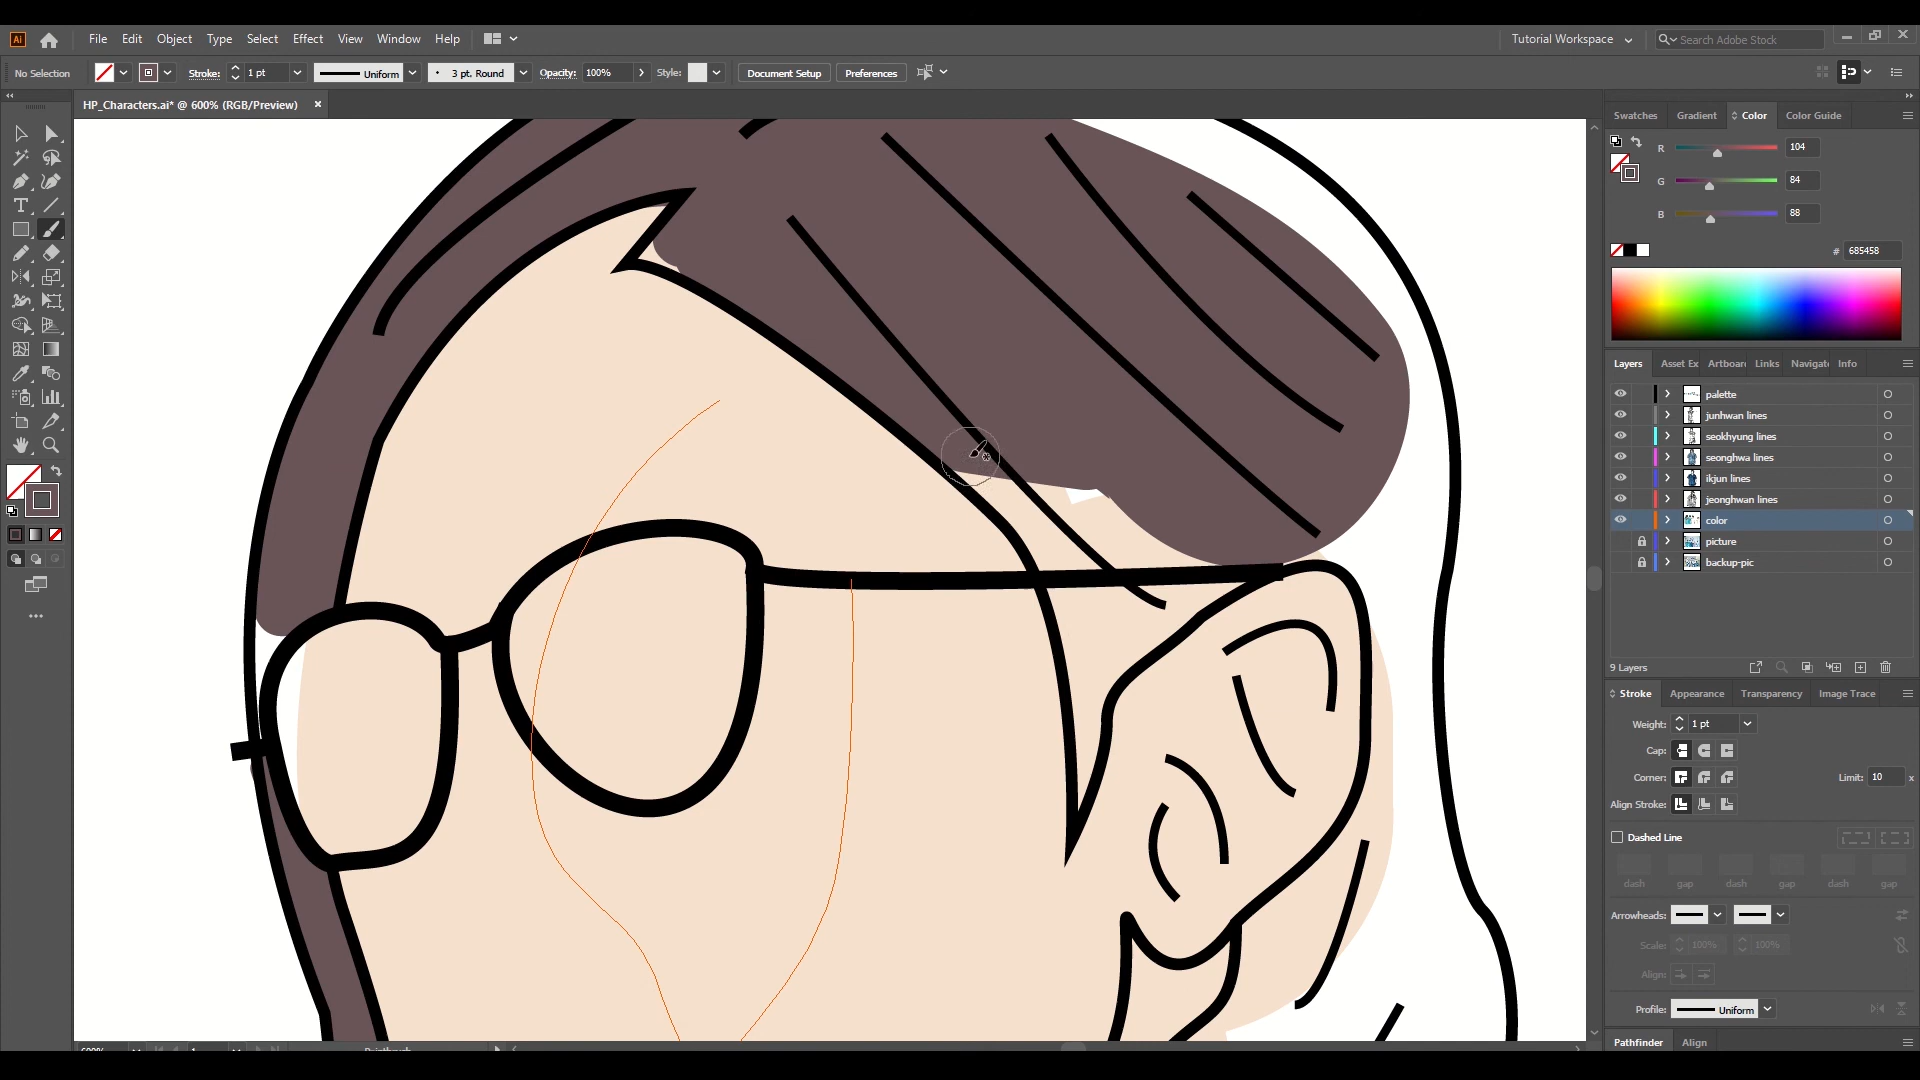 Ai File Edit Object Type Select Effect View Window Help Tutorial Workspace Search Adobe Stock
No Selection Stroke: 1 pt Uniform 3 pt. Round Opacity: 100% Style: Document Setup Preferences
HP_Characters.ai* @ 600% (RGB/Preview)
Swatches Gradient Color Color Guide
R 104
G 84
B 88
# 685458
Layers Asset Ex Artboar Links Navigat Info
palette
junhwan lines
seokhyung lines
seonghwa lines
ikjun lines
jeonghwan lines
color
picture
backup-pic
9 Layers
Stroke Appearance Transparency Image Trace
Weight: 1 pt
Cap:
Corner: Limit: 10 x
Align Stroke:
Dashed Line
dash gap dash gap dash gap
Arrowheads:
Scale: 100% 100%
Align:
Profile: Uniform
Pathfinder Align